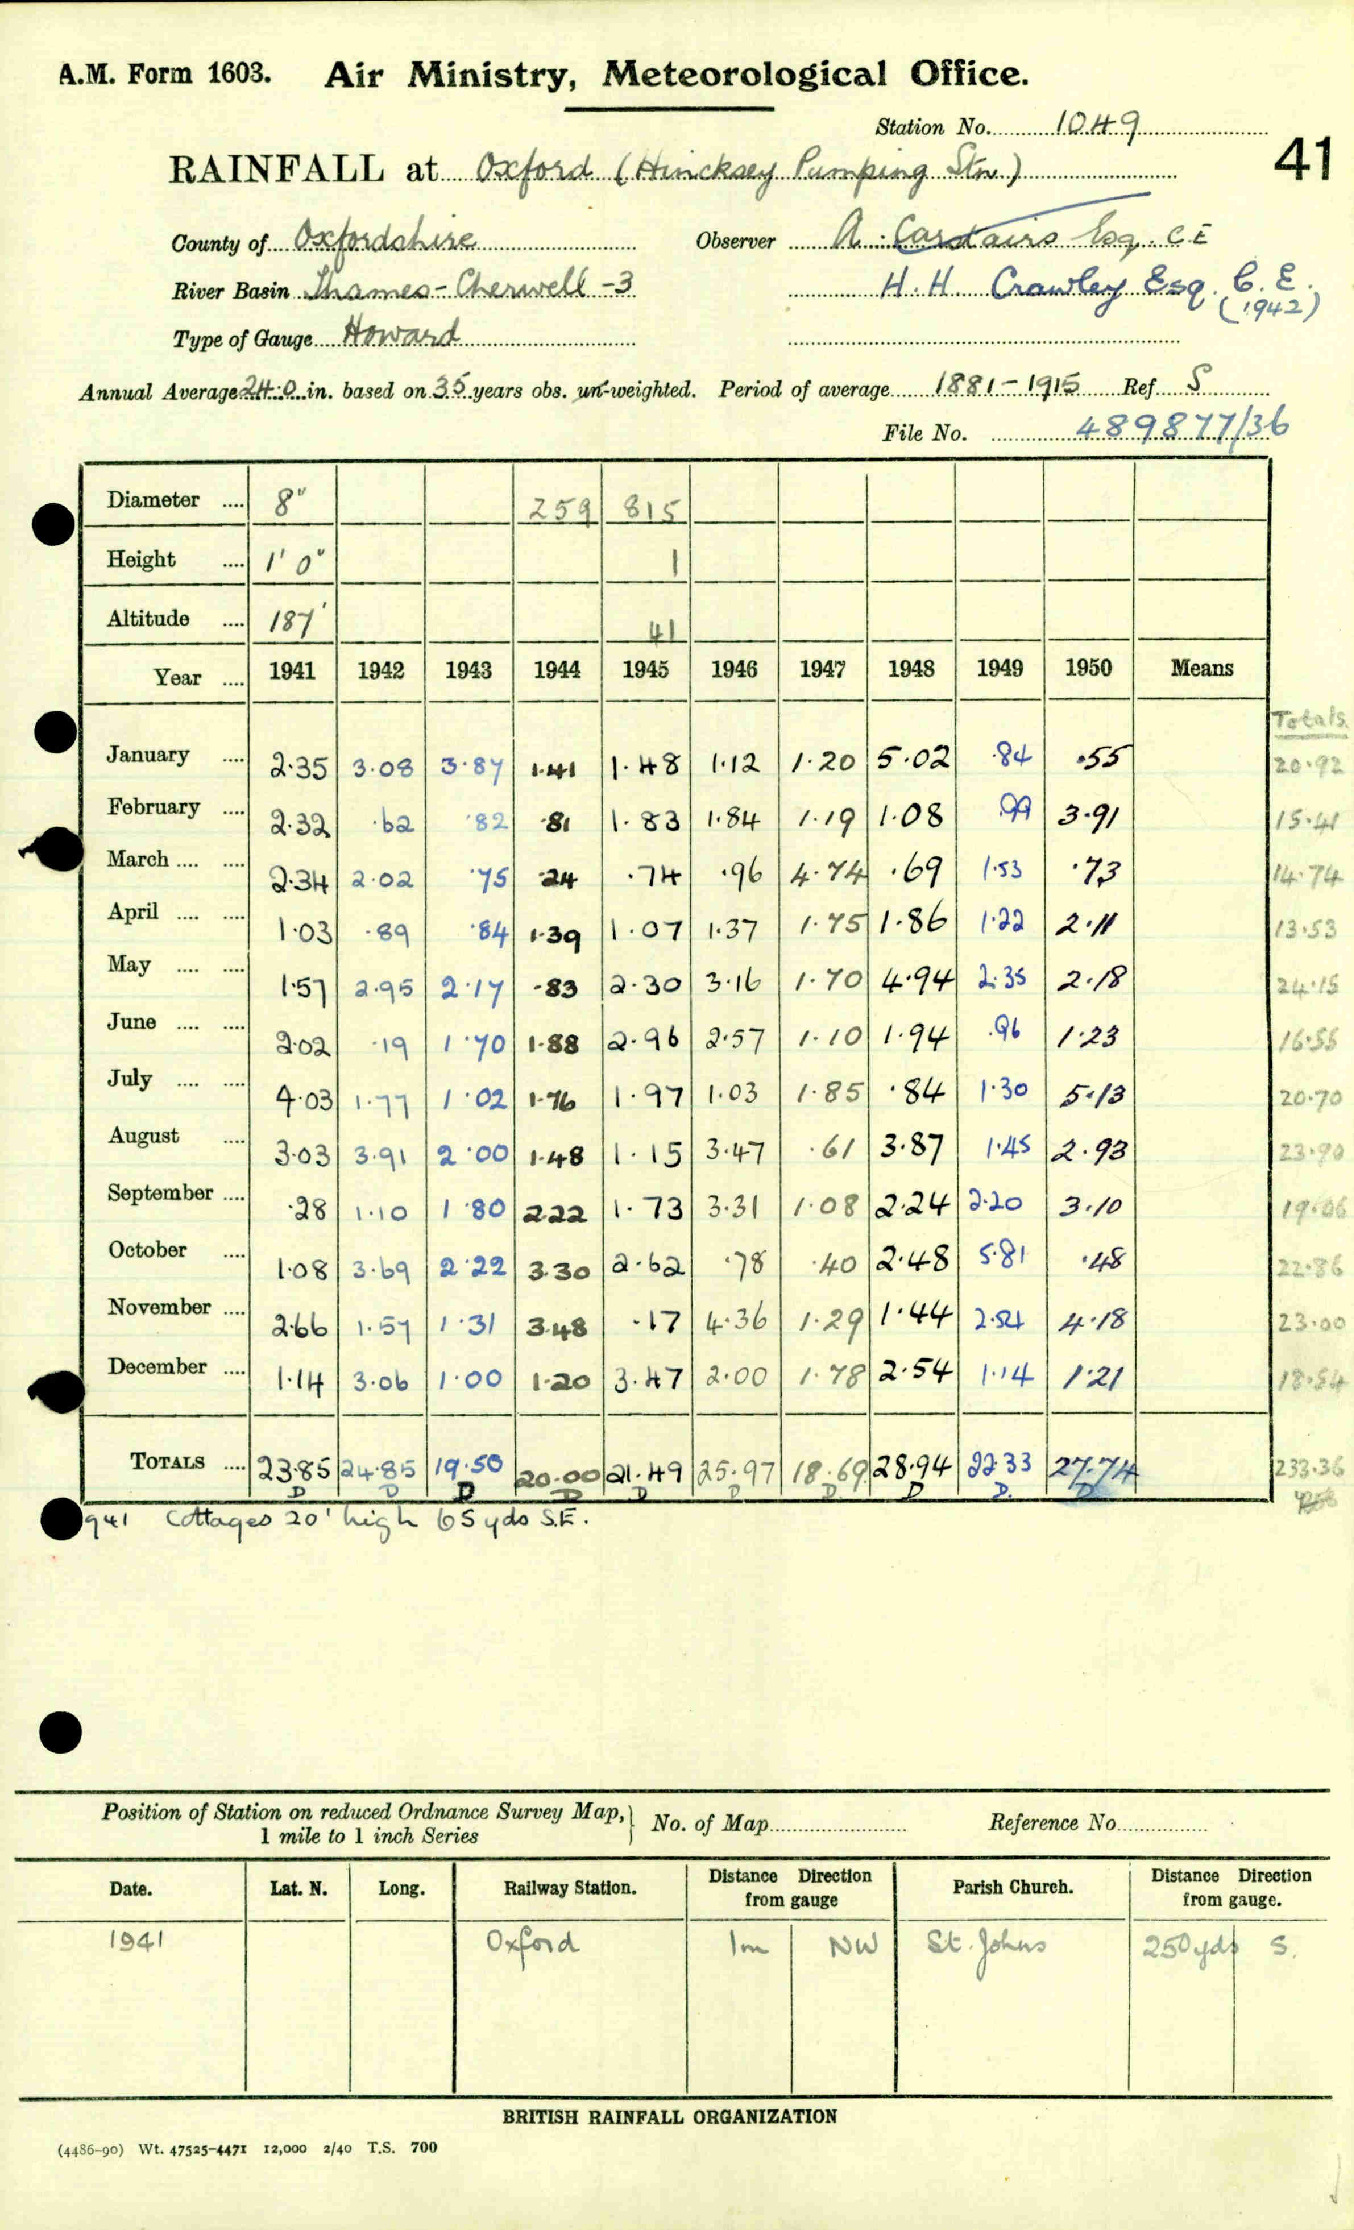 A.M. Form 1603. Air Ministry, Meteorological Office.
Station No. 1049
RAINFALL at Oxford (Hincksey Pumping Stn.) 41
County of Oxfordshire Observer A. Carstairs Esq. C.E
River Basin Thames-Cherwell -3 H.H. Crawley Esq. C.E. (1942)
Type of Gauge Howard
Annual Average 24.0 in. based on 35 years obs. un-weighted. Period of average 1881-1915 Ref S
File No. 489877/36
Diameter .... 8" 259 815
Height .... 1' 0" 1
Altitude .... 187' 41
Year .... 1941 1942 1943 1944 1945 1946 1947 1948 1949 1950 Means
Totals
January .... 2.35 3.08 3.87 1.41 1.48 1.12 1.20 5.02 .84 .55 20.92
February .... 2.32 .62 .82 .81 1.83 1.84 1.19 1.08 .99 3.91 15.41
March .... .... 2.34 2.02 .75 .24 .74 .96 4.74 .69 1.53 .73 14.74
April .... .... 1.03 .89 .84 1.39 1.07 1.37 1.75 1.86 1.22 2.11 13.53
May .... .... 1.57 2.95 2.17 .83 2.30 3.16 1.70 4.94 2.35 2.18 24.15
June .... .... 2.02 .19 1.70 1.88 2.96 2.57 1.10 1.94 .96 1.23 16.55
July .... .... 4.03 1.77 1.02 1.76 1.97 1.03 1.85 .84 1.30 5.13 20.70
August .... 3.03 3.91 2.00 1.48 1.15 3.47 .61 3.87 1.45 2.93 23.90
September .... .28 1.10 1.80 2.22 1.73 3.31 1.08 2.24 2.20 3.10 19.06
October .... 1.08 3.69 2.22 3.30 2.62 .78 .40 2.48 5.81 .48 22.86
November .... 2.66 1.57 1.31 3.48 .17 4.36 1.29 1.44 2.54 4.18 23.00
December .... 1.14 3.06 1.00 1.20 3.47 2.00 1.78 2.54 1.14 1.21 18.54
TOTALS .... 23.85 24.85 19.50 20.00 21.49 25.97 18.69 28.94 22.33 27.74 233.36
D D D D D D D D D. D
941 Cottages 20' high 65 yds S.E.
Position of Station on reduced Ordnance Survey Map, 1 mile to 1 inch Series No. of Map Reference No
Date. Lat. N. Long. Railway Station. Distance Direction from gauge Parish Church. Distance Direction from gauge.
1941 Oxford 1m NW St. Johns 250 yds S.
BRITISH RAINFALL ORGANIZATION
(4486-90) Wt. 47525-4471 12,000 2/40 T.S. 700